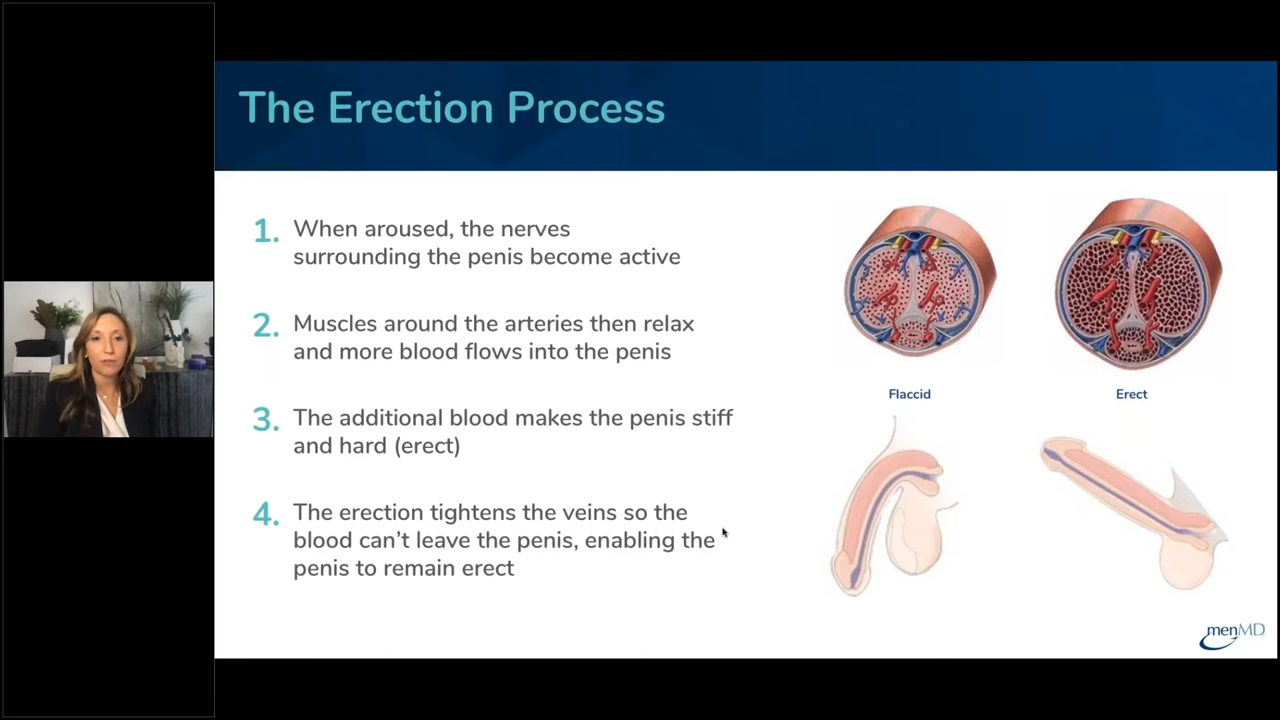 The Erection Process
1. When aroused, the nerves
surrounding the penis become active
2. Muscles around the arteries then relax
and more blood flows into the penis
3. The additional blood makes the penis stiff
and hard (erect)
4. The erection tightens the veins so the
blood can’t leave the penis, enabling the
penis to remain erect
Flaccid
Erect
menMD